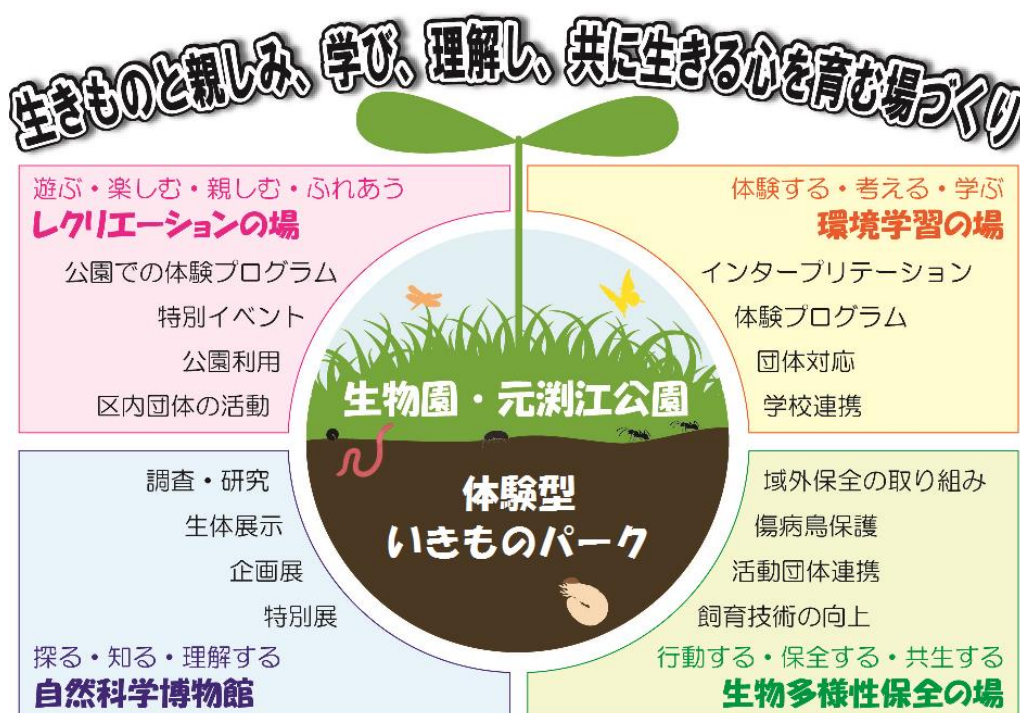 生きものと親しみ、学び、理解し、共に生きる心を育む場づくり
遊ぶ・楽しむ・親しむ・ふれあう
レクリエーションの場
公園での体験プログラム
特別イベント
公園利用
区内団体の活動
体験する・考える・学ぶ
環境学習の場
インタープリテーション
体験プログラム
団体対応
学校連携
生物園・元渕江公園
体験型
いきものパーク
調査・研究
生体展示
企画展
特別展
探る・知る・理解する
自然科学博物館
域外保全の取り組み
傷病鳥保護
活動団体連携
飼育技術の向上
行動する・保全する・共生する
生物多様性保全の場